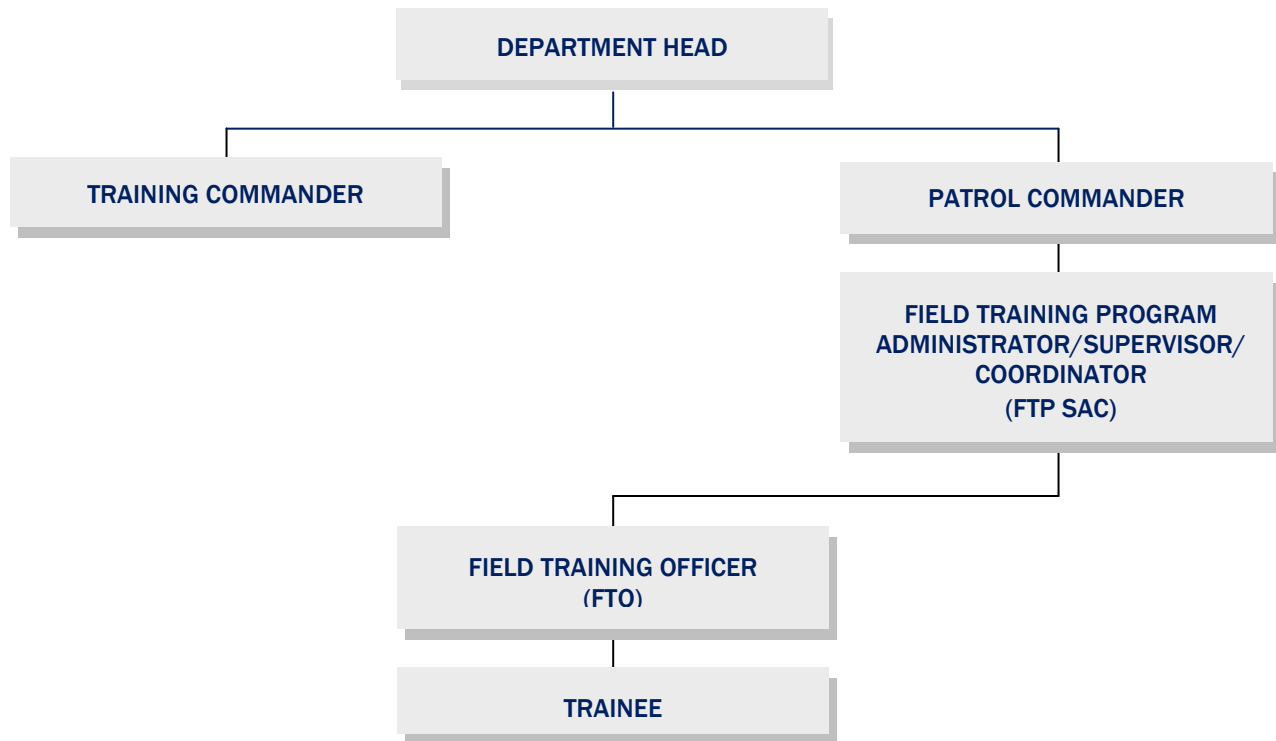 DEPARTMENT HEAD
TRAINING COMMANDER
PATROL COMMANDER
FIELD TRAINING PROGRAM
ADMINISTRATOR/SUPERVISOR/
COORDINATOR
(FTP SAC)
FIELD TRAINING OFFICER
(FTO)
TRAINEE